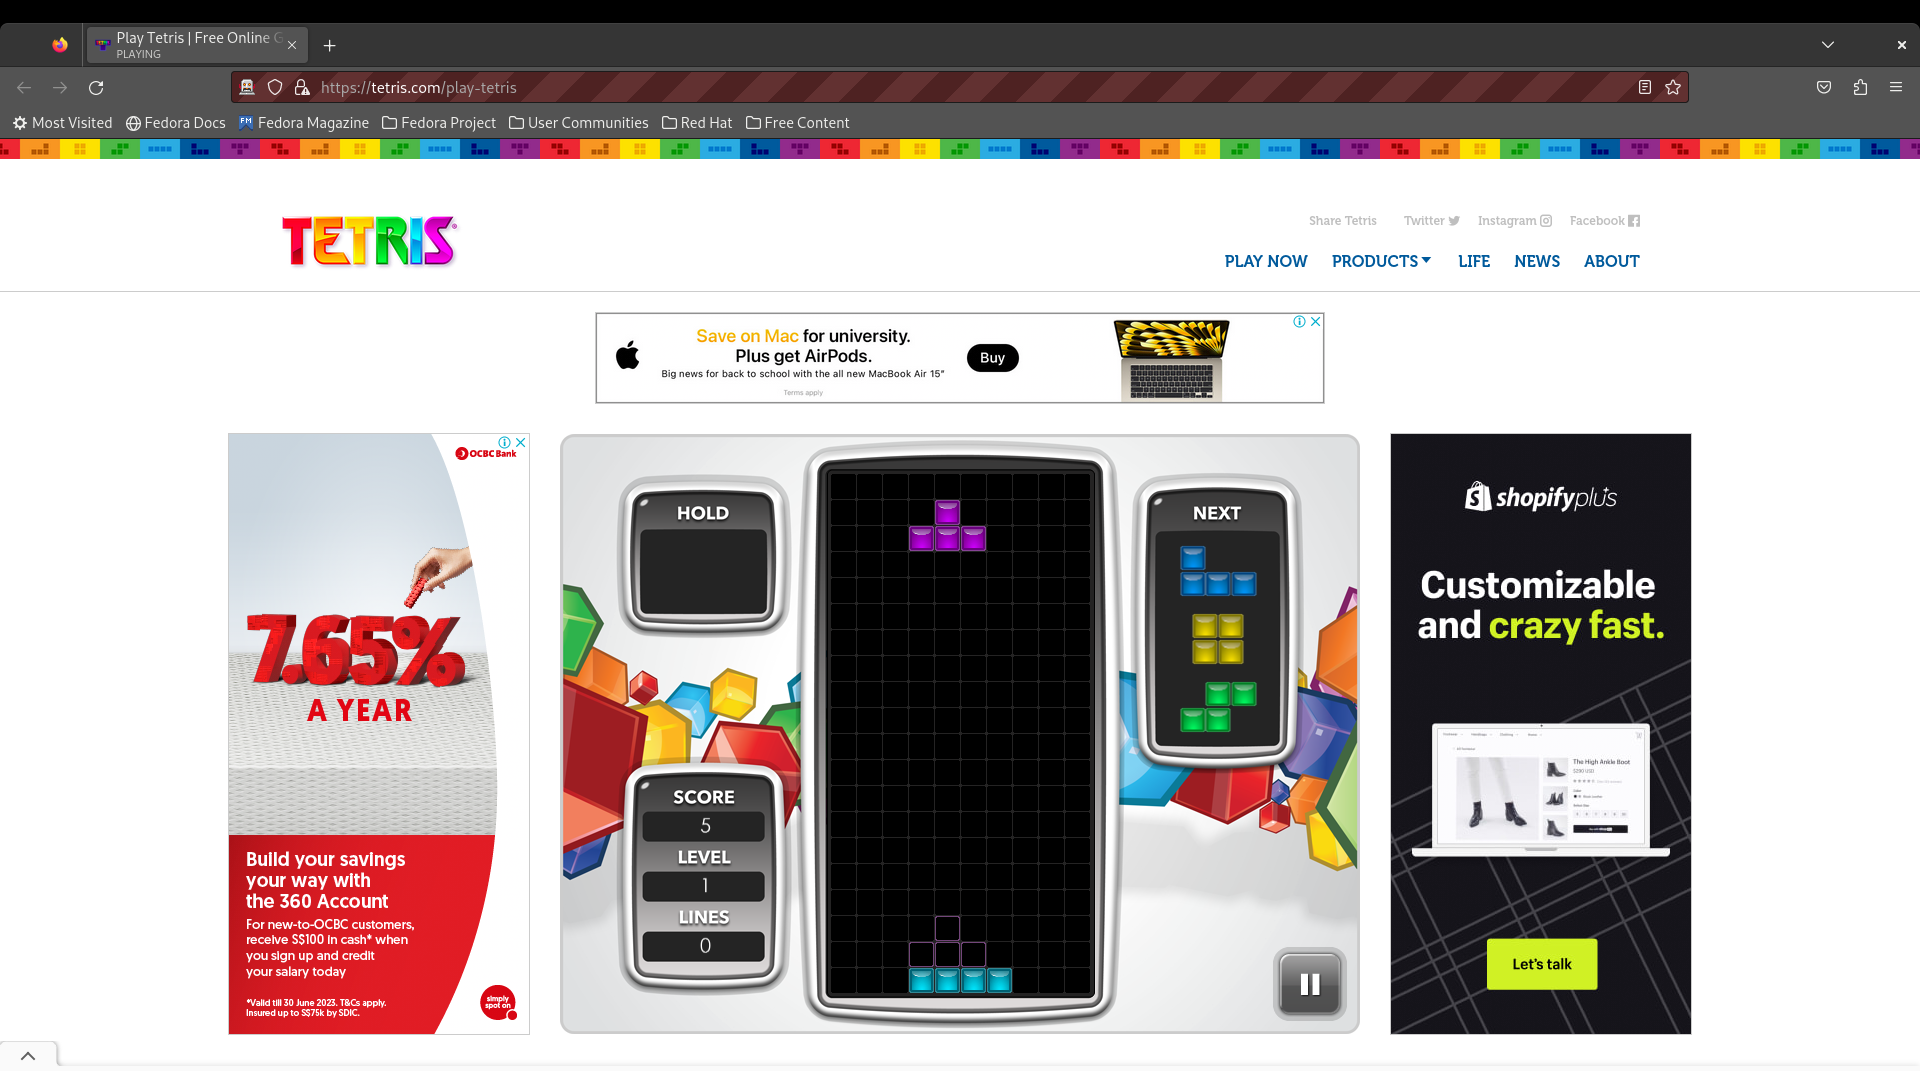 Play Tetris | Free Online G
PLAYING
https://tetris.com/play-tetris
Most Visited
Fedora Docs
Fedora Magazine
Fedora Project
User Communities
Red Hat
Free Content
TETRIS
Share Tetris
Twitter
Instagram
Facebook
PLAY NOW
PRODUCTS
LIFE
NEWS
ABOUT
Save on Mac for university.
Plus get AirPods.
Big news for back to school with the all new MacBook Air 15”
Terms apply
Buy
OCBC Bank
7.65%
A YEAR
Build your savings
your way with
the 360 Account
For new-to-OCBC customers,
receive S$100 in cash* when
you sign up and credit
your salary today
*Valid till 30 June 2023. T&Cs apply.
Insured up to S$75k by SDIC.
simply
spot on
HOLD
SCORE
5
LEVEL
1
LINES
0
NEXT
shopifyplus
Customizable
and crazy fast.
The High Ankle Boot
Let's talk